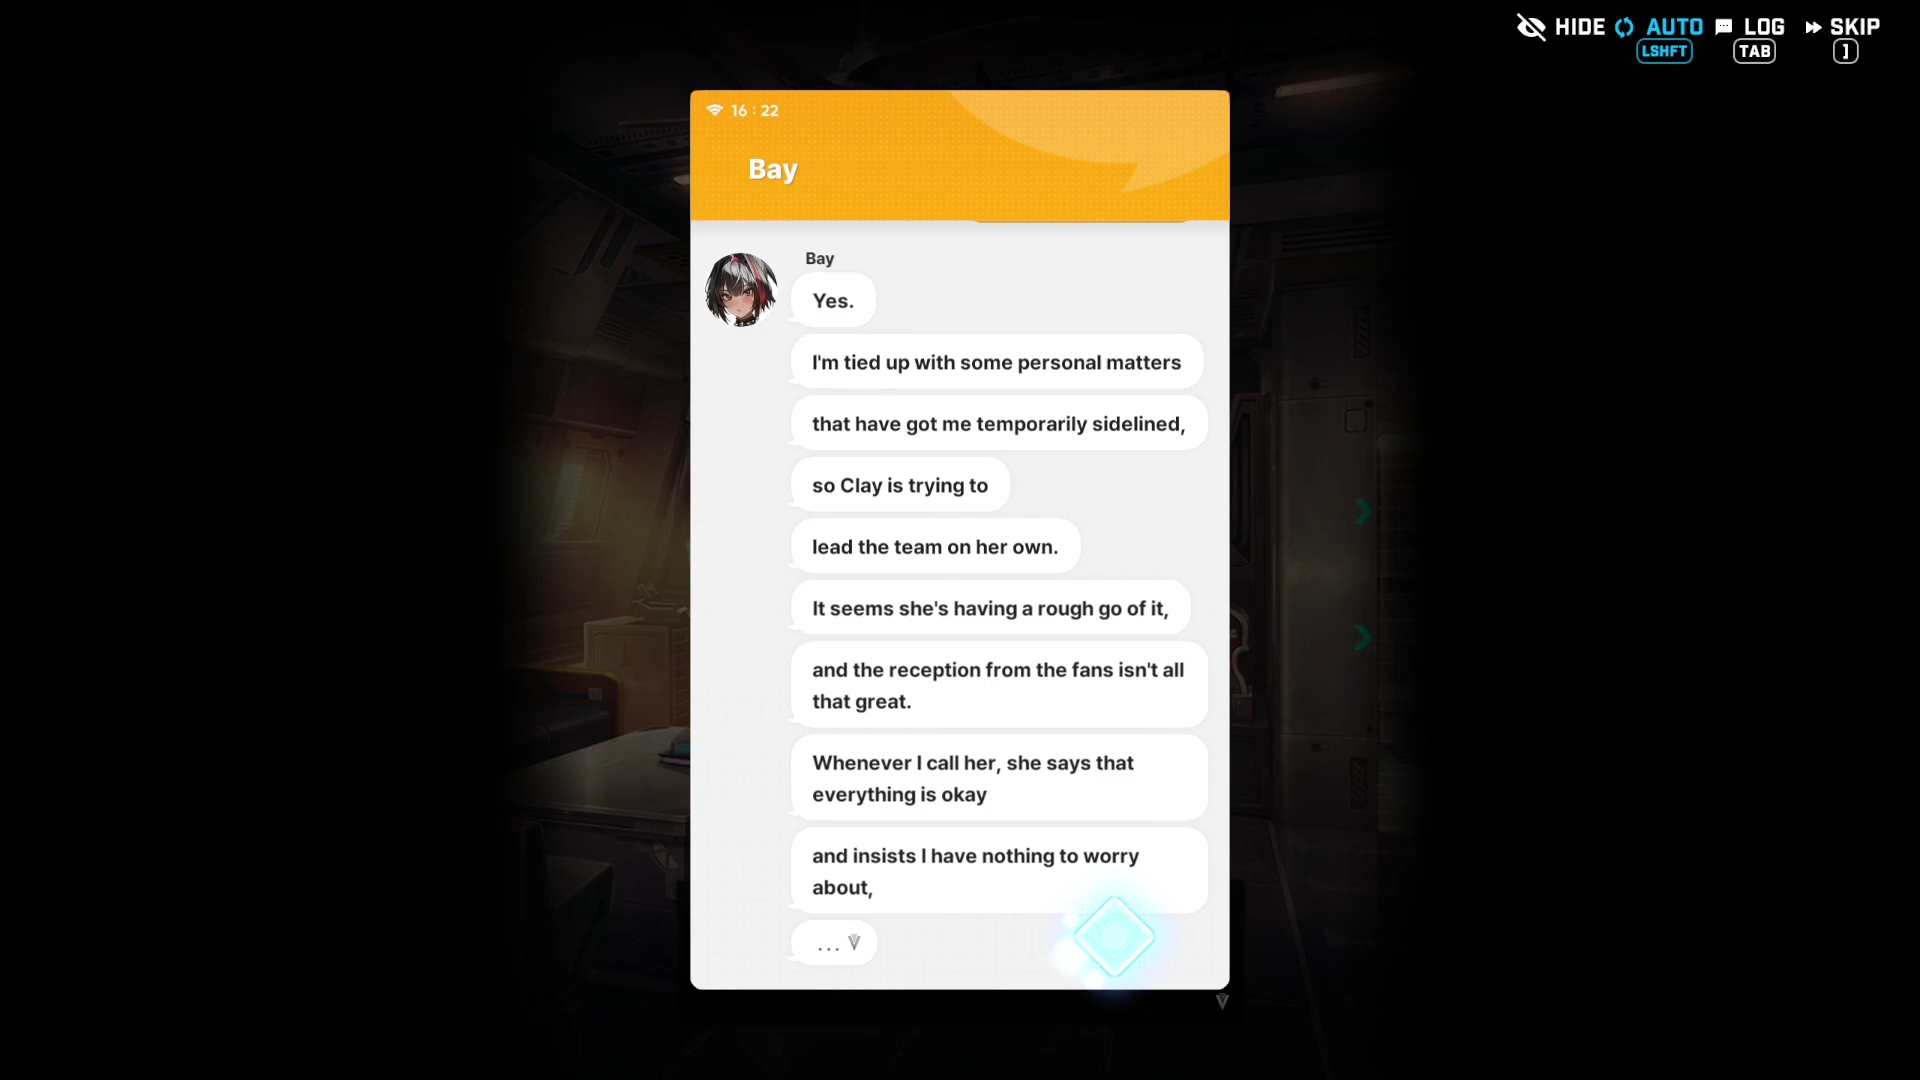 HIDE AUTO LOG SKIP
LSHFT TAB ]
16 : 22
Bay
Bay
Yes.
I'm tied up with some personal matters
that have got me temporarily sidelined,
so Clay is trying to
lead the team on her own.
It seems she's having a rough go of it,
and the reception from the fans isn't all
that great.
Whenever I call her, she says that
everything is okay
and insists I have nothing to worry
about,
...